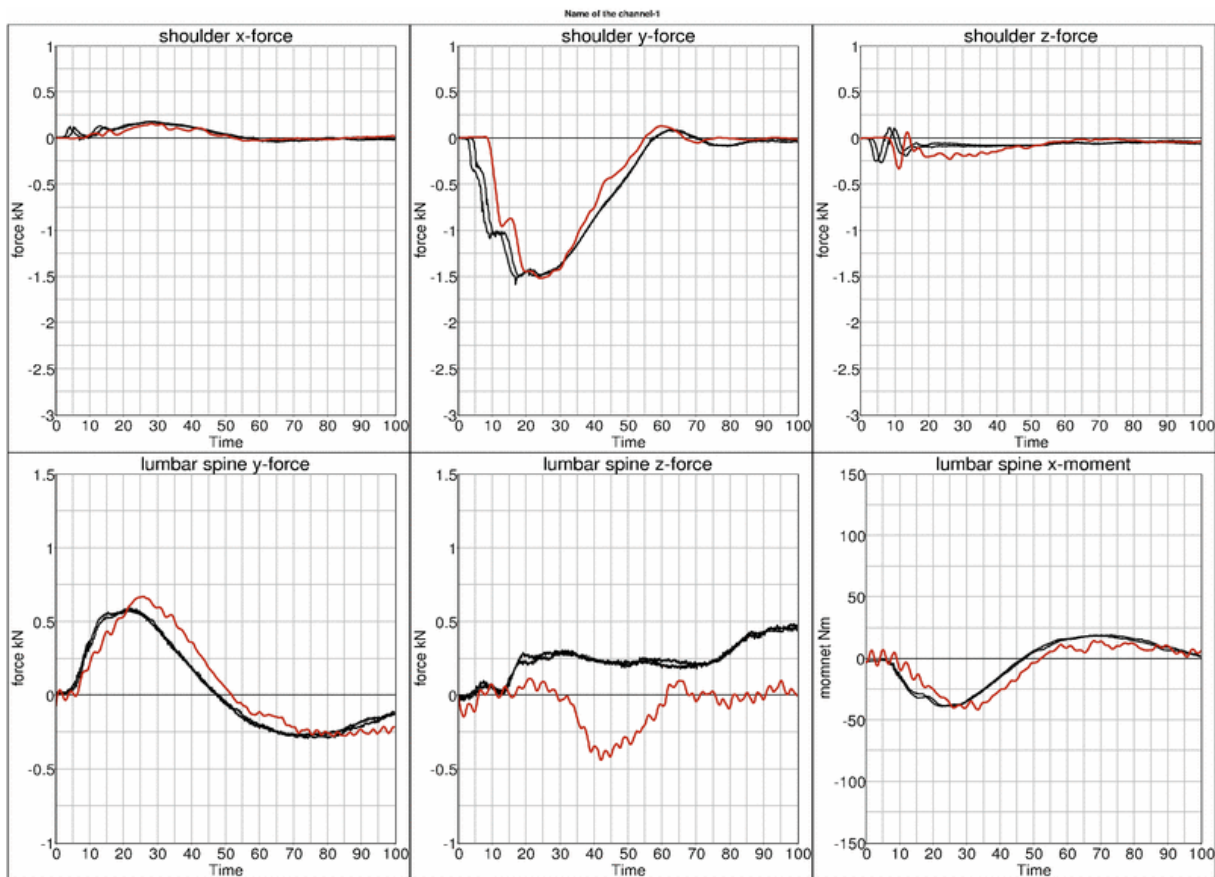 Name of the channel-1
shoulder x-force
1
0.5
0
-0.5
-1
-1.5
-2
-2.5
-3
force kN
0 10 20 30 40 50 60 70 80 90 100
Time
shoulder y-force
1
0.5
0
-0.5
-1
-1.5
-2
-2.5
-3
force kN
0 10 20 30 40 50 60 70 80 90 100
Time
shoulder z-force
1
0.5
0
-0.5
-1
-1.5
-2
-2.5
-3
force kN
0 10 20 30 40 50 60 70 80 90 100
Time
lumbar spine y-force
1.5
1
0.5
0
-0.5
-1
force kN
0 10 20 30 40 50 60 70 80 90 100
Time
lumbar spine z-force
1.5
1
0.5
0
-0.5
-1
force kN
0 10 20 30 40 50 60 70 80 90 100
Time
lumbar spine x-moment
150
100
50
0
-50
-100
-150
momnet Nm
0 10 20 30 40 50 60 70 80 90 100
Time